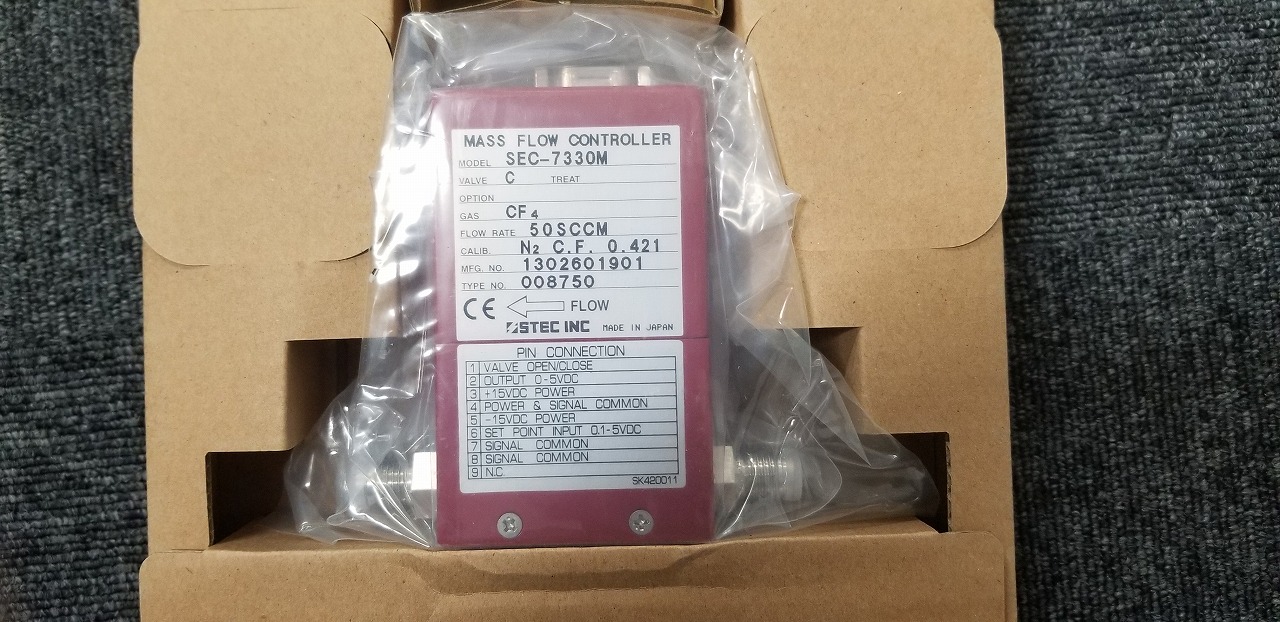 MASS FLOW CONTROLLER
MODEL SEC-7330M
VALVE C TREAT
OPTION
GAS CF₄
FLOW RATE 50SCCM
CALIB. N₂ C.F. 0.421
MFG. NO. 1302601901
TYPE NO. 008750
CE FLOW
STEC INC MADE IN JAPAN
PIN CONNECTION
1 VALVE OPEN/CLOSE
2 OUTPUT 0-5VDC
3 +15VDC POWER
4 POWER & SIGNAL COMMON
5 -15VDC POWER
6 SET POINT INPUT 0.1-5VDC
7 SIGNAL COMMON
8 SIGNAL COMMON
9 N.C
SK420011